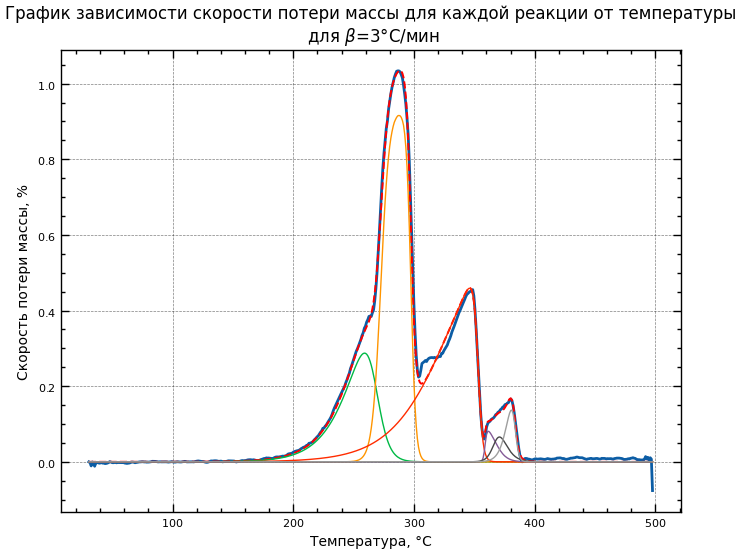 График зависимости скорости потери массы для каждой реакции от температуры
для β=3°C/мин
Скорость потери массы, %
1.0
0.8
0.6
0.4
0.2
0.0
100 200 300 400 500
Температура, °C